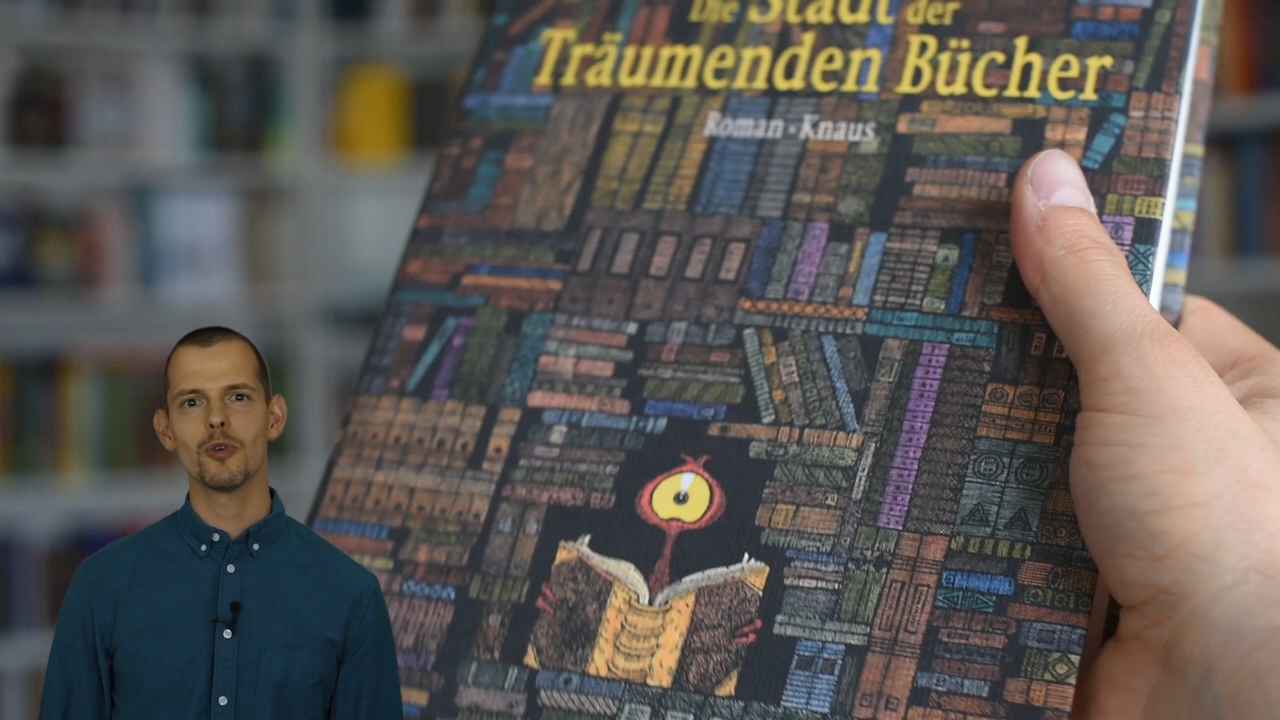 Die Stadt der
Träumenden Bücher
Roman · Knaus